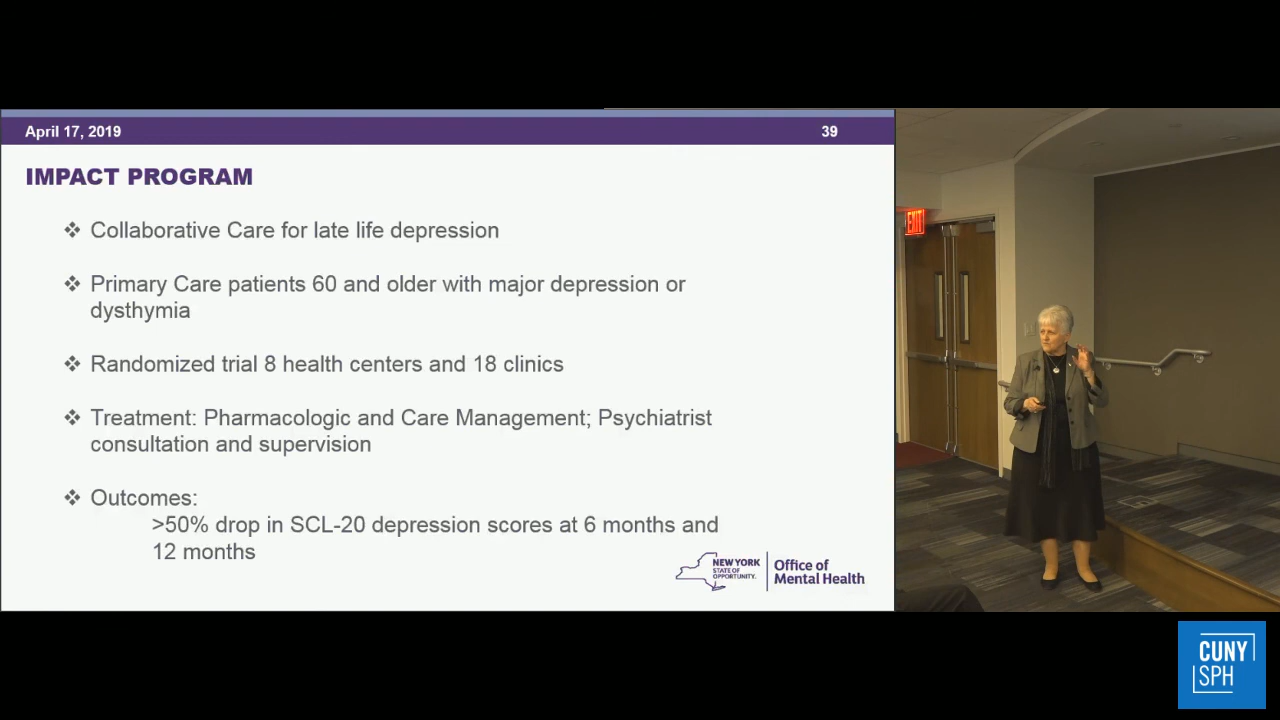 April 17, 2019
39
IMPACT PROGRAM
❖ Collaborative Care for late life depression
❖ Primary Care patients 60 and older with major depression or
dysthymia
❖ Randomized trial 8 health centers and 18 clinics
❖ Treatment: Pharmacologic and Care Management; Psychiatrist
consultation and supervision
❖ Outcomes:
>50% drop in SCL-20 depression scores at 6 months and
12 months
NEW YORK
STATE OF
OPPORTUNITY.
Office of
Mental Health
EXIT
CUNY
SPH